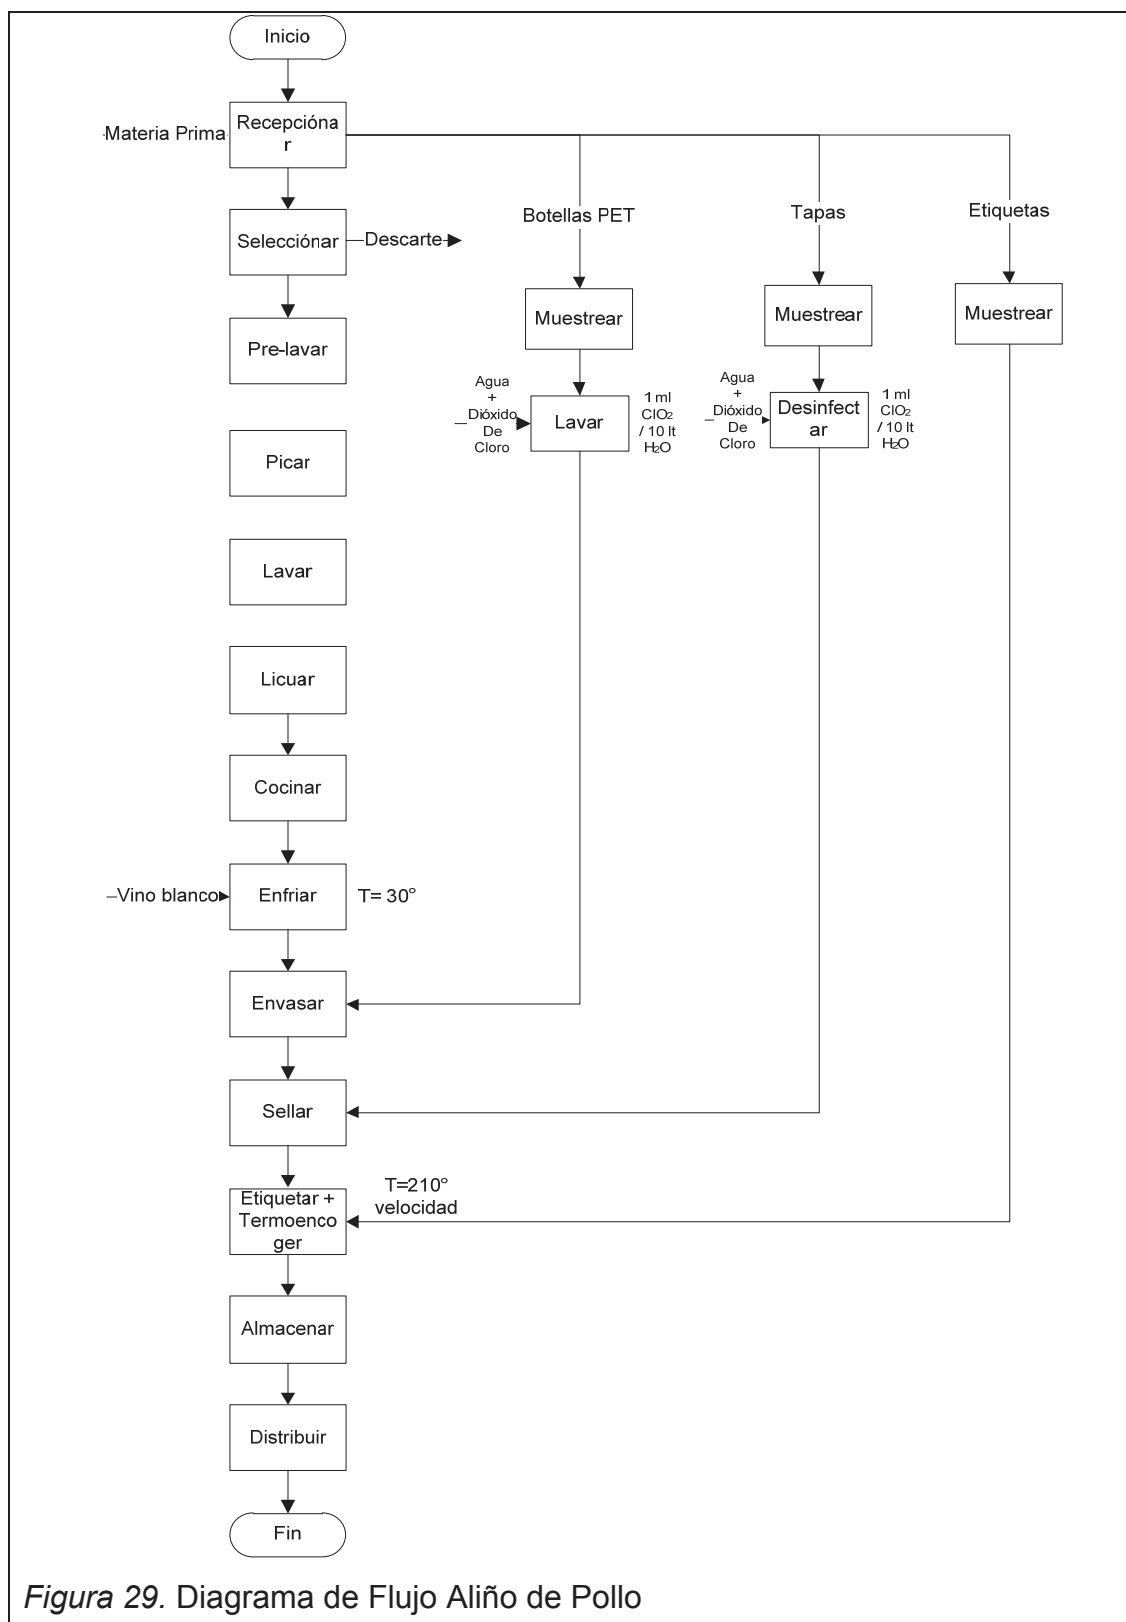 Inicio
Materia Prima
Recepcióna
r
Selecciónar
Descarte
Botellas PET
Tapas
Etiquetas
Pre-lavar
Muestrear
Muestrear
Muestrear
Agua
+
Dióxido
De
Cloro
Lavar
1 ml
ClO2
/ 10 lt
H2O
Agua
+
Dióxido
De
Cloro
Desinfect
ar
1 ml
ClO2
/ 10 lt
H2O
Picar
Lavar
Licuar
Cocinar
Vino blanco
Enfriar
T= 30°
Envasar
Sellar
Etiquetar +
Termoenco
ger
T=210°
velocidad
Almacenar
Distribuir
Fin
Figura 29. Diagrama de Flujo Aliño de Pollo